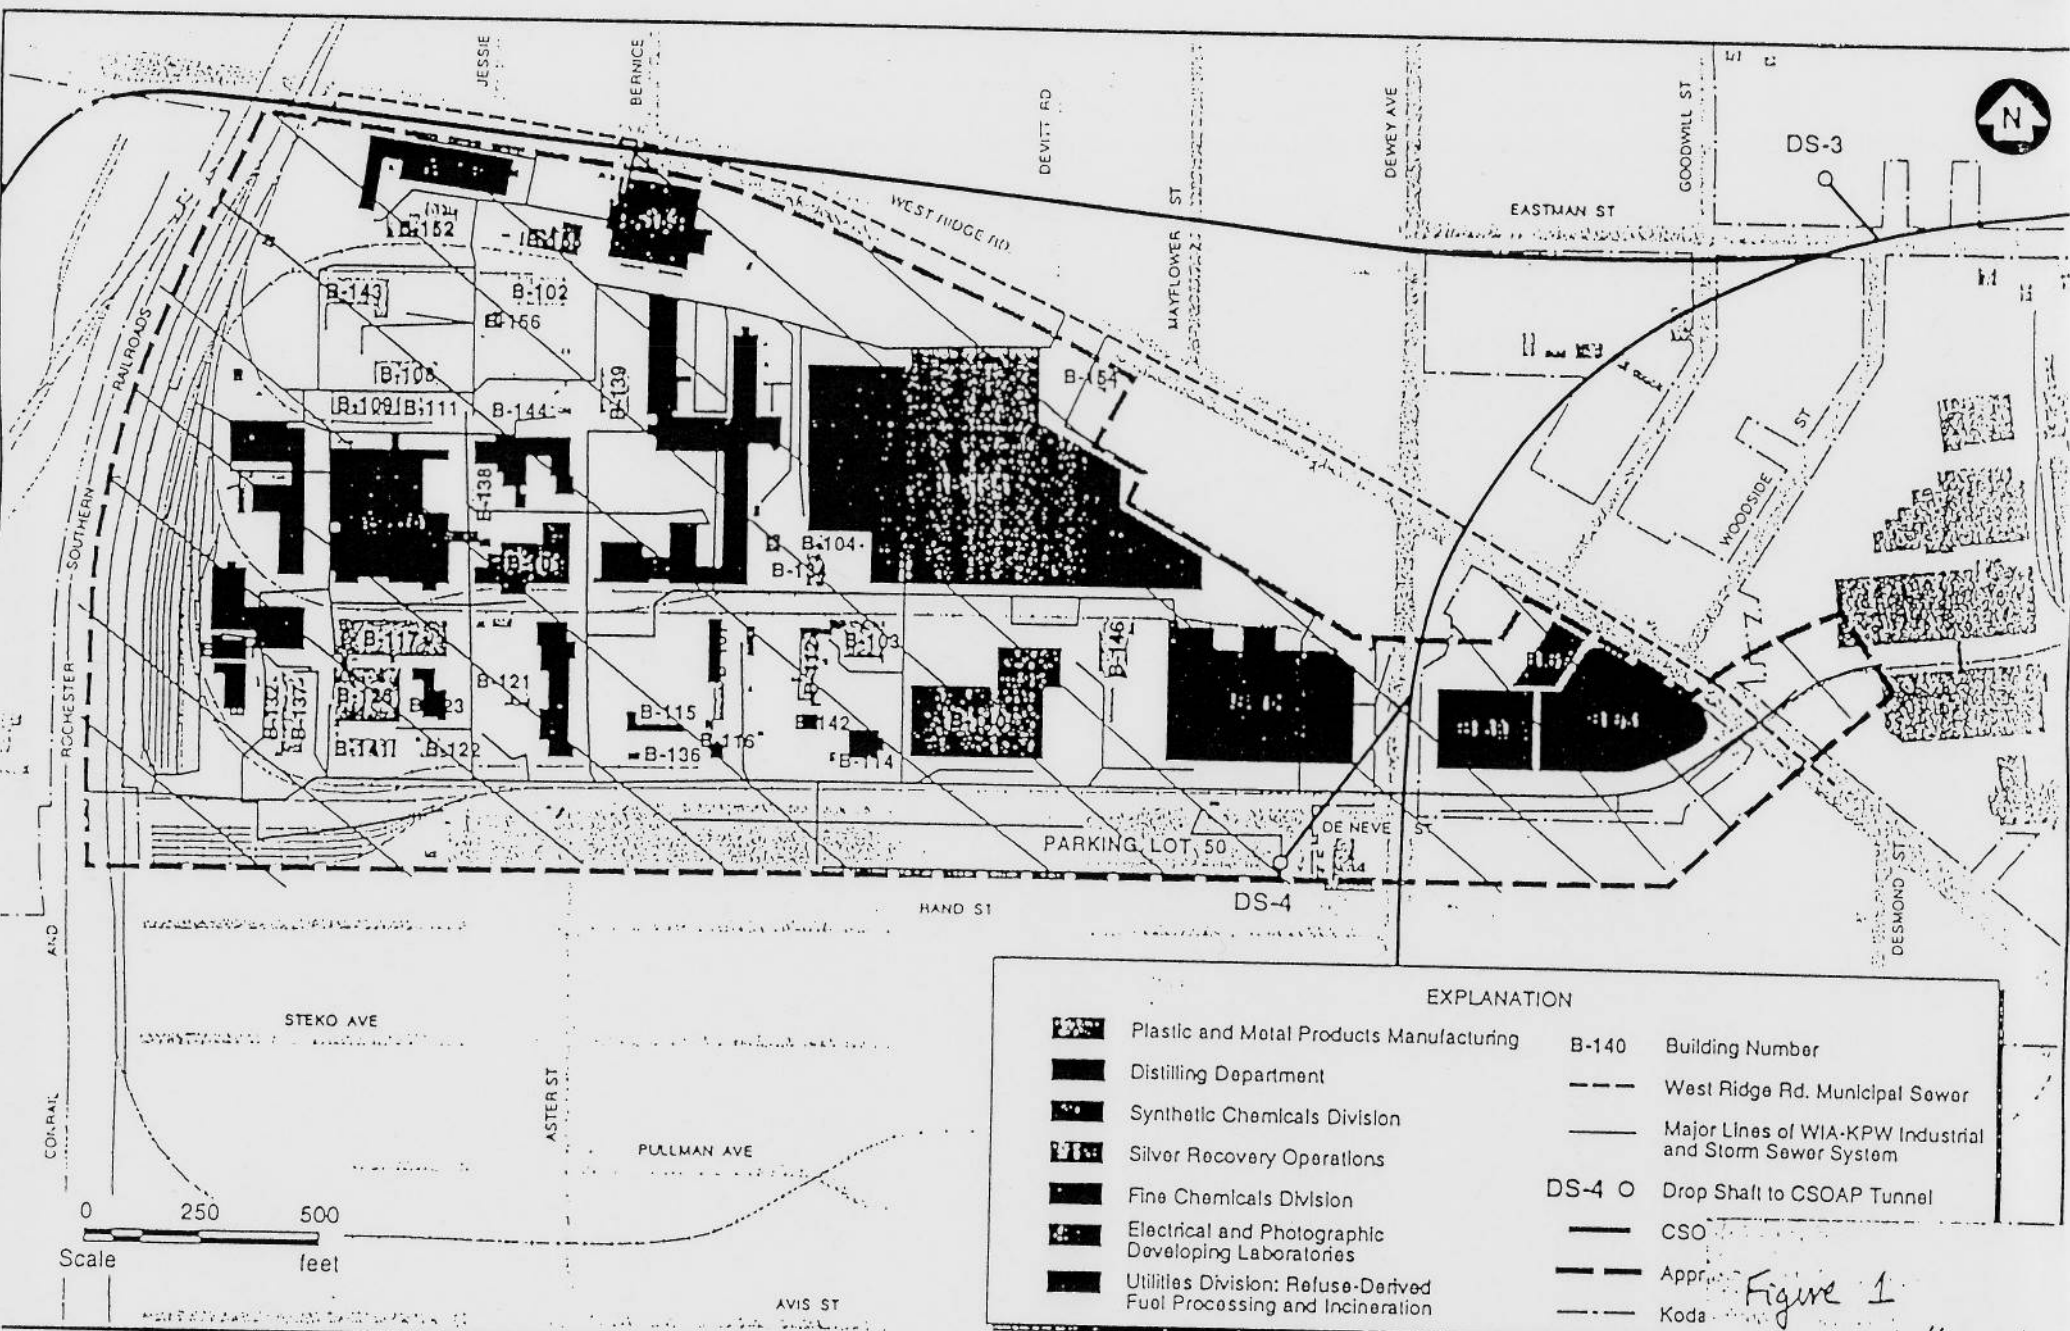 JESSIE
BERNICE
DEVITT RD
MAYFLOWER ST
DEWEY AVE
GOODWILL ST
DS-3
N
EASTMAN ST
WEST RIDGE RD
B-152
B-143
B-102
B-156
B-108
B-109
B-111
B-144
B-139
B-154
RAILROADS
SOUTHERN
ROCHESTER
AND
CONRAIL
B-138
B-104
WOODSIDE ST
B-117
B-103
B-146
B-112
B-132
B-137
B-126
B-121
B-115
B-142
B-141
B-122
B-136
B-116
B-114
PARKING LOT 50
DE NEVE ST
DS-4
HAND ST
DESMOND ST
STEKO AVE
ASTER ST
PULLMAN AVE
AVIS ST
0 250 500
Scale feet
EXPLANATION
Plastic and Metal Products Manufacturing
Distilling Department
Synthetic Chemicals Division
Silver Recovery Operations
Fine Chemicals Division
Electrical and Photographic
Developing Laboratories
Utilities Division: Refuse-Derived
Fuel Processing and Incineration
B-140 Building Number
West Ridge Rd. Municipal Sewer
Major Lines of WIA-KPW Industrial
and Storm Sewer System
DS-4 Drop Shaft to CSOAP Tunnel
CSO
Appr
Koda
Figure 1